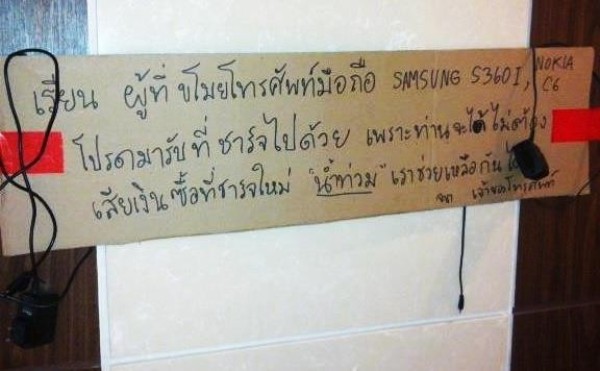 เรียน ผู้ที่ ขโมยโทรศัพท์มือถือ SAMSUNG S3601, NOKIA C6
โปรดมารับที่ ชาร์จไปด้วย เพราะท่านจะได้ไม่ต้อง
เสียเงินซื้อที่ชาร์จใหม่ "น้ำท่วม" เราช่วยเหลือกัน
จาก เจ้าของโทรศัพท์